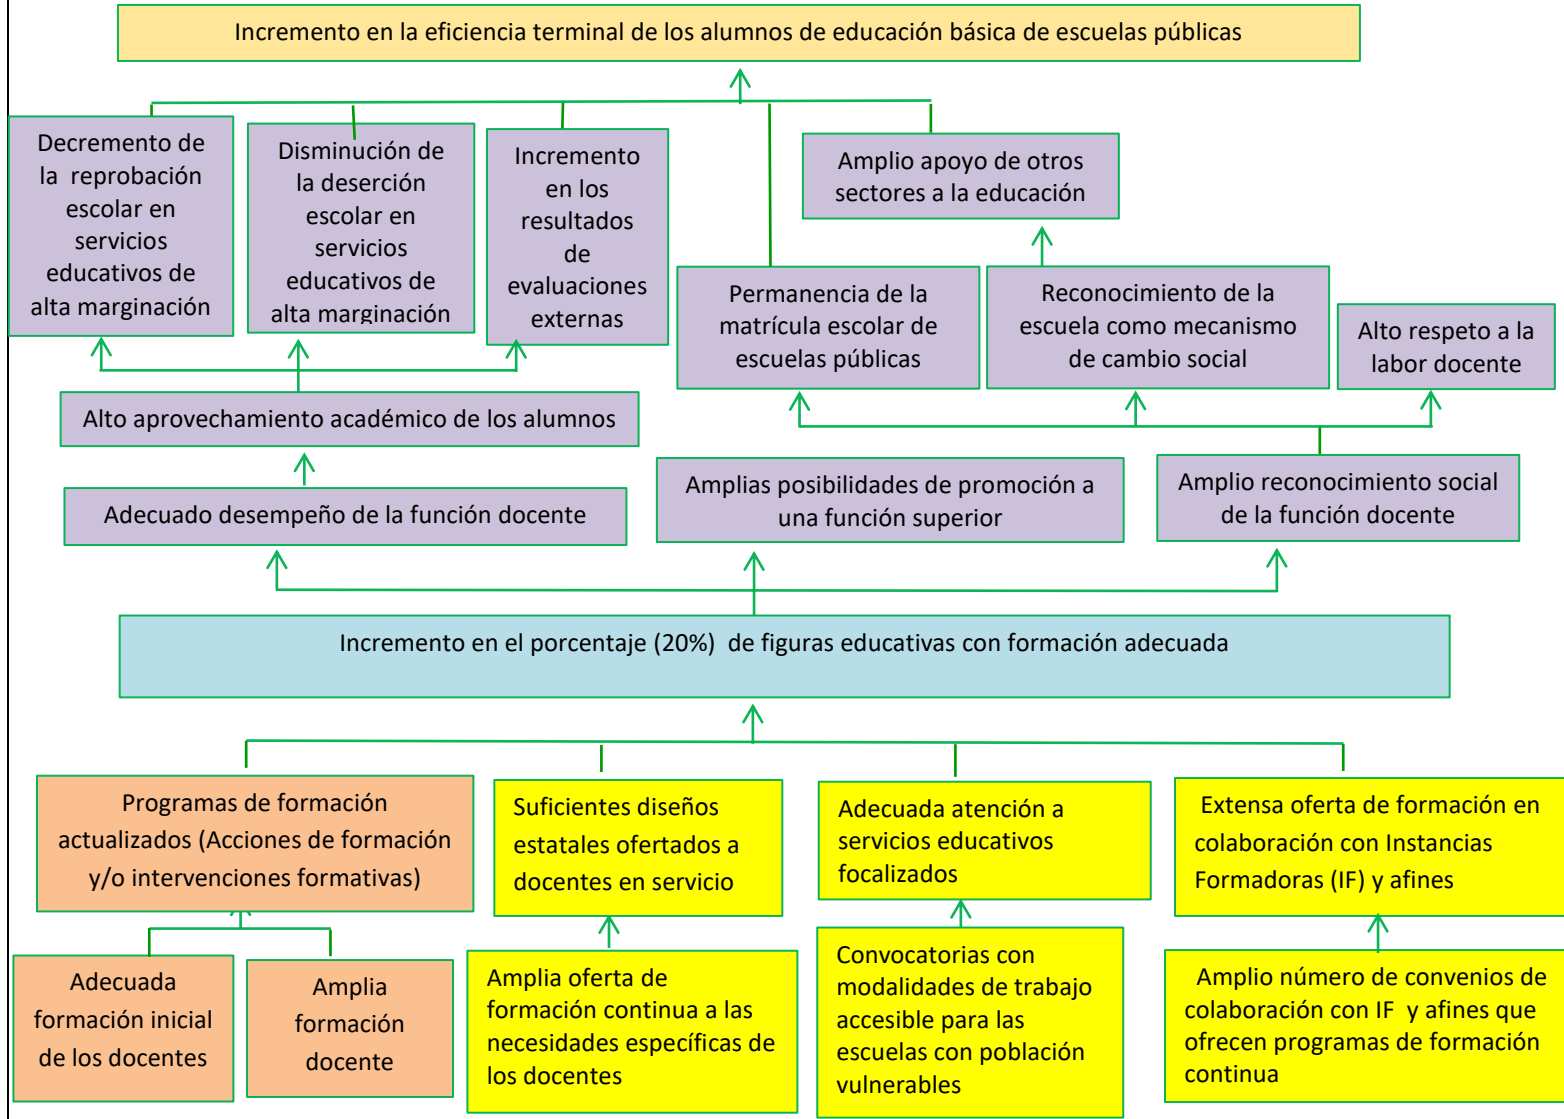 Incremento en la eficiencia terminal de los alumnos de educación básica de escuelas públicas
Decremento de
la reprobación
escolar en
servicios
educativos de
alta marginación
Disminución de
la deserción
escolar en
servicios
educativos de
alta marginación
Incremento
en los
resultados
de
evaluaciones
externas
Amplio apoyo de otros
sectores a la educación
Permanencia de la
matrícula escolar de
escuelas públicas
Reconocimiento de la
escuela como mecanismo
de cambio social
Alto respeto a la
labor docente
Alto aprovechamiento académico de los alumnos
Adecuado desempeño de la función docente
Amplias posibilidades de promoción a
una función superior
Amplio reconocimiento social
de la función docente
Incremento en el porcentaje (20%) de figuras educativas con formación adecuada
Programas de formación
actualizados (Acciones de formación
y/o intervenciones formativas)
Suficientes diseños
estatales ofertados a
docentes en servicio
Adecuada atención a
servicios educativos
focalizados
Extensa oferta de formación en
colaboración con Instancias
Formadoras (IF) y afines
Adecuada
formación inicial
de los docentes
Amplia
formación
docente
Amplia oferta de
formación continua a las
necesidades específicas de
los docentes
Convocatorias con
modalidades de trabajo
accesible para las
escuelas con población
vulnerables
Amplio número de convenios de
colaboración con IF y afines que
ofrecen programas de formación
continua